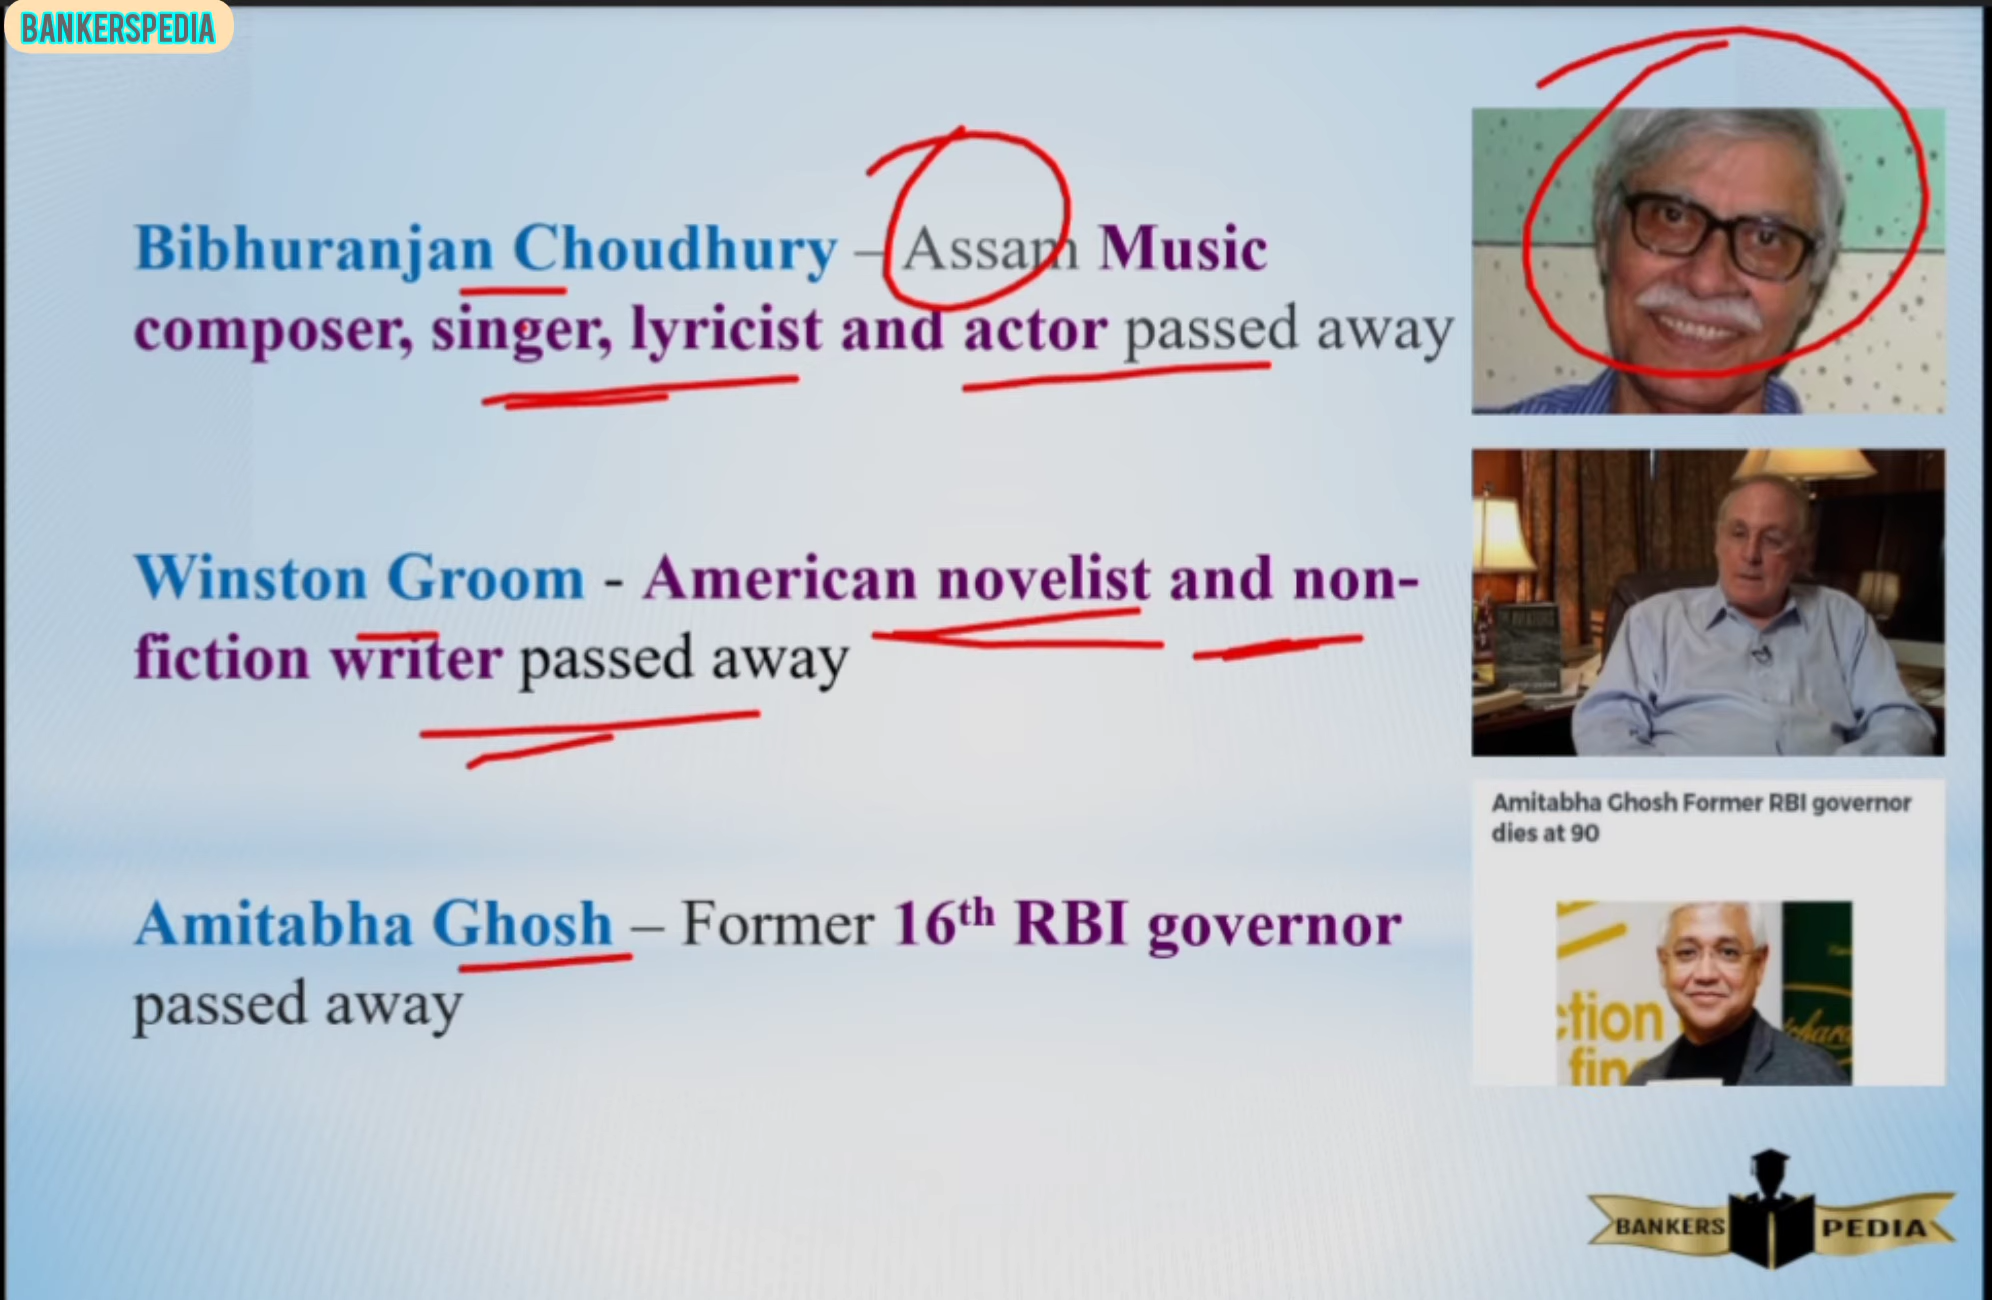 BANKERSPEDIA
Bibhuranjan Choudhury – Assam Music
composer, singer, lyricist and actor passed away
Winston Groom - American novelist and non-
fiction writer passed away
Amitabha Ghosh Former RBI governor
dies at 90
Amitabha Ghosh – Former 16th RBI governor
passed away
ction
fin
BANKERS PEDIA